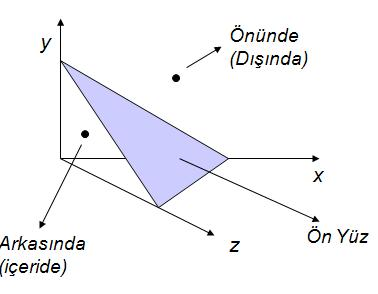 y
Önünde
(Dışında)
x
z
Ön Yüz
Arkasında
(içeride)